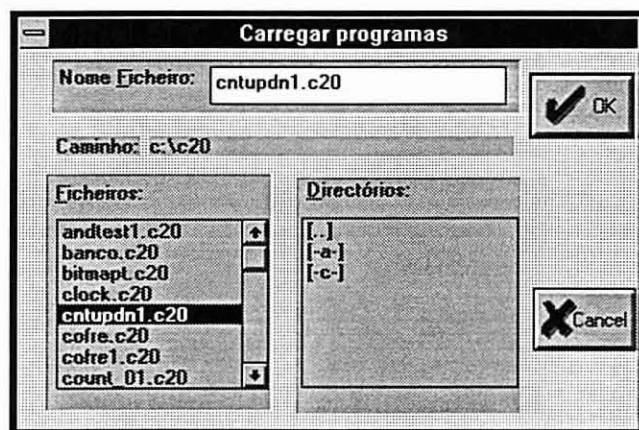 Carregar programas
Nome Ficheiro: cntupdn1.c20
OK
Caminho: c:\c20
Ficheiros:
andtest1.c20
banco.c20
bitmapt.c20
clock.c20
cntupdn1.c20
cofre.c20
cofre1.c20
count_01.c20
Directórios:
[..]
[-a-]
[-c-]
Cancel